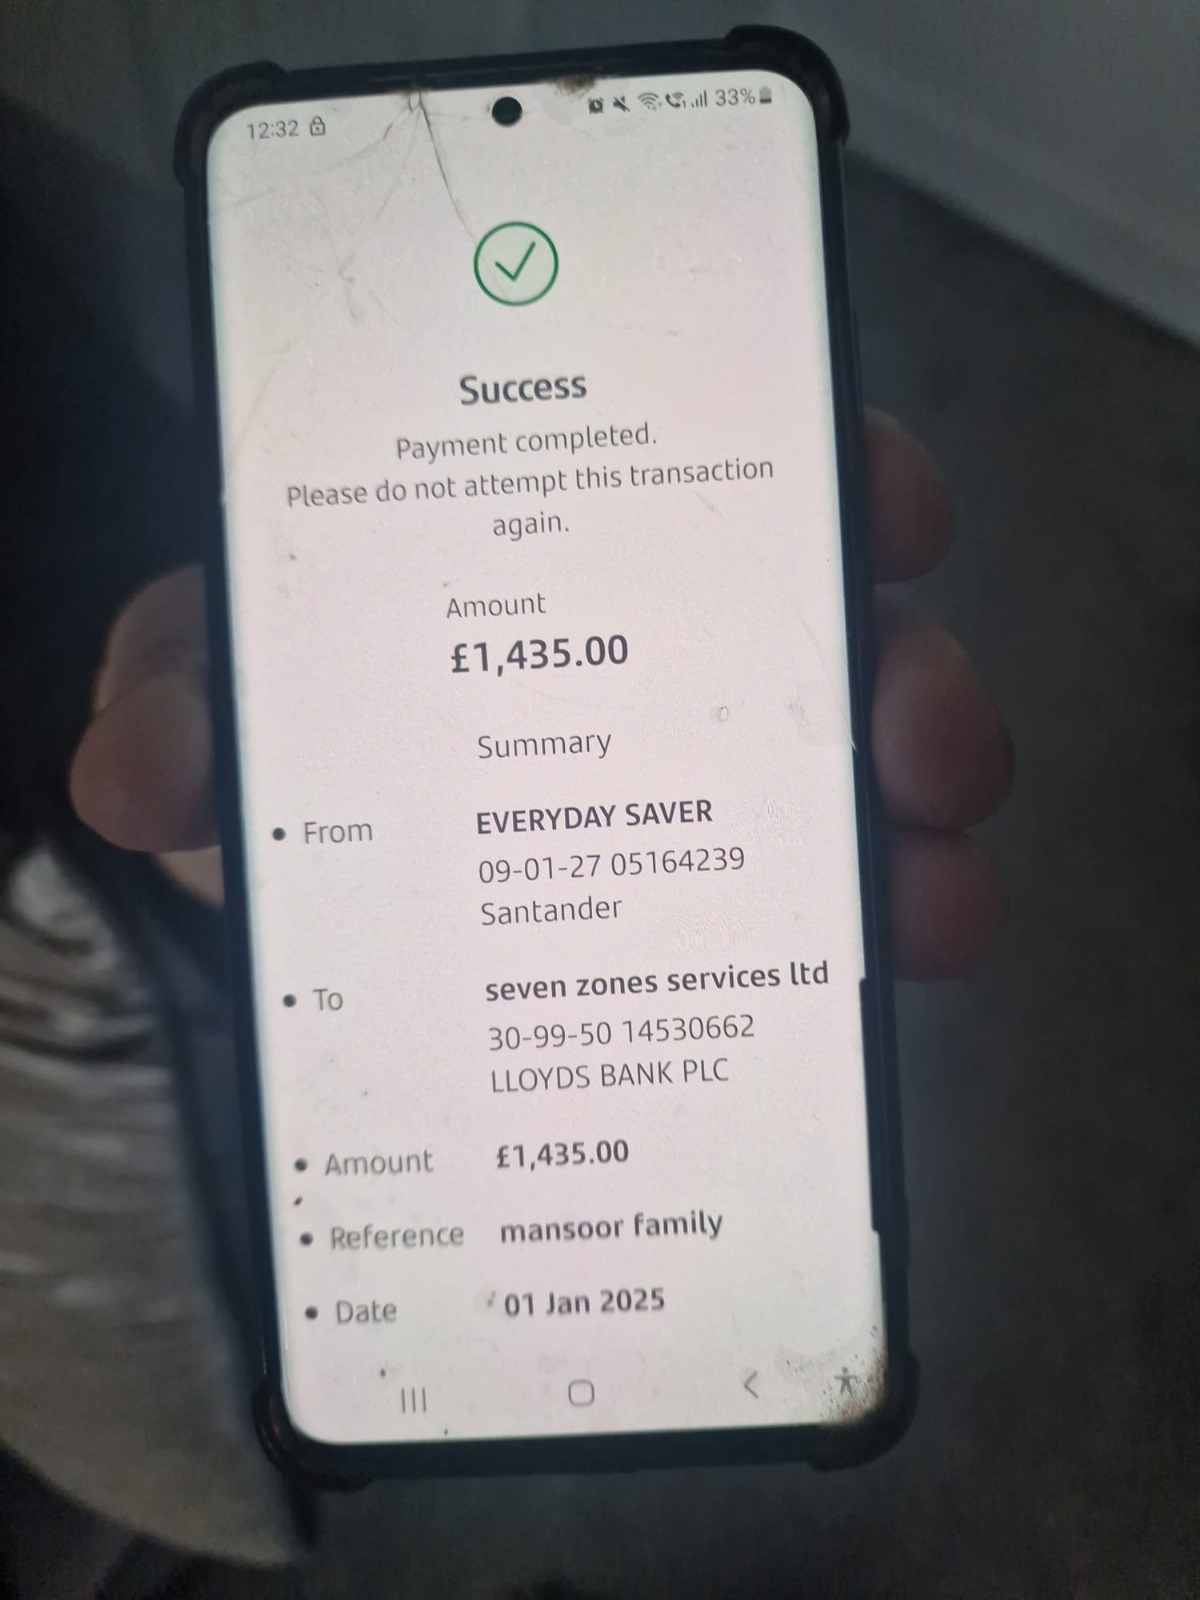 12:32 33%
Success
Payment completed.
Please do not attempt this transaction
again.
Amount
£1,435.00
Summary
• From EVERYDAY SAVER
09-01-27 05164239
Santander
• To seven zones services ltd
30-99-50 14530662
LLOYDS BANK PLC
• Amount £1,435.00
• Reference mansoor family
• Date 01 Jan 2025